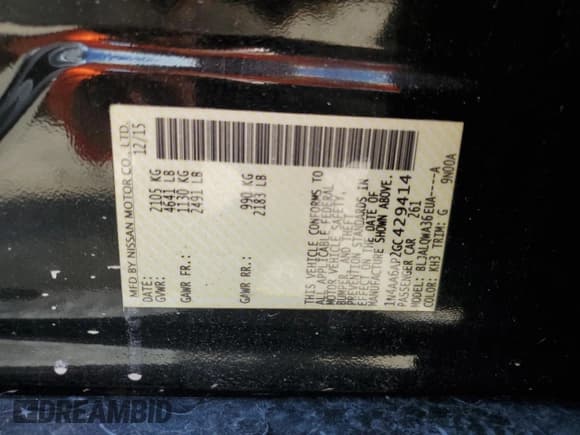 MFD BY NISSAN MOTOR CO., LTD.
DATE: 12/15
GVWR: 2105 KG
4641 LB
GAWR FR: 1130 KG
2491 LB
GAWR RR: 990 KG
2183 LB
THIS VEHICLE CONFORMS TO
ALL APPLICABLE FEDERAL
MOTOR VEHICLE SAFETY,
BUMPER, AND THEFT
PREVENTION STANDARDS IN
EFFECT ON THE DATE OF
MANUFACTURE SHOWN ABOVE.
1N4AA6AP2GC429414
PASSENGER CAR 261
MODEL: BLJALQWA36EUA----A
COLOR: KH3 TRIM: G 9N00A
DREAMBID